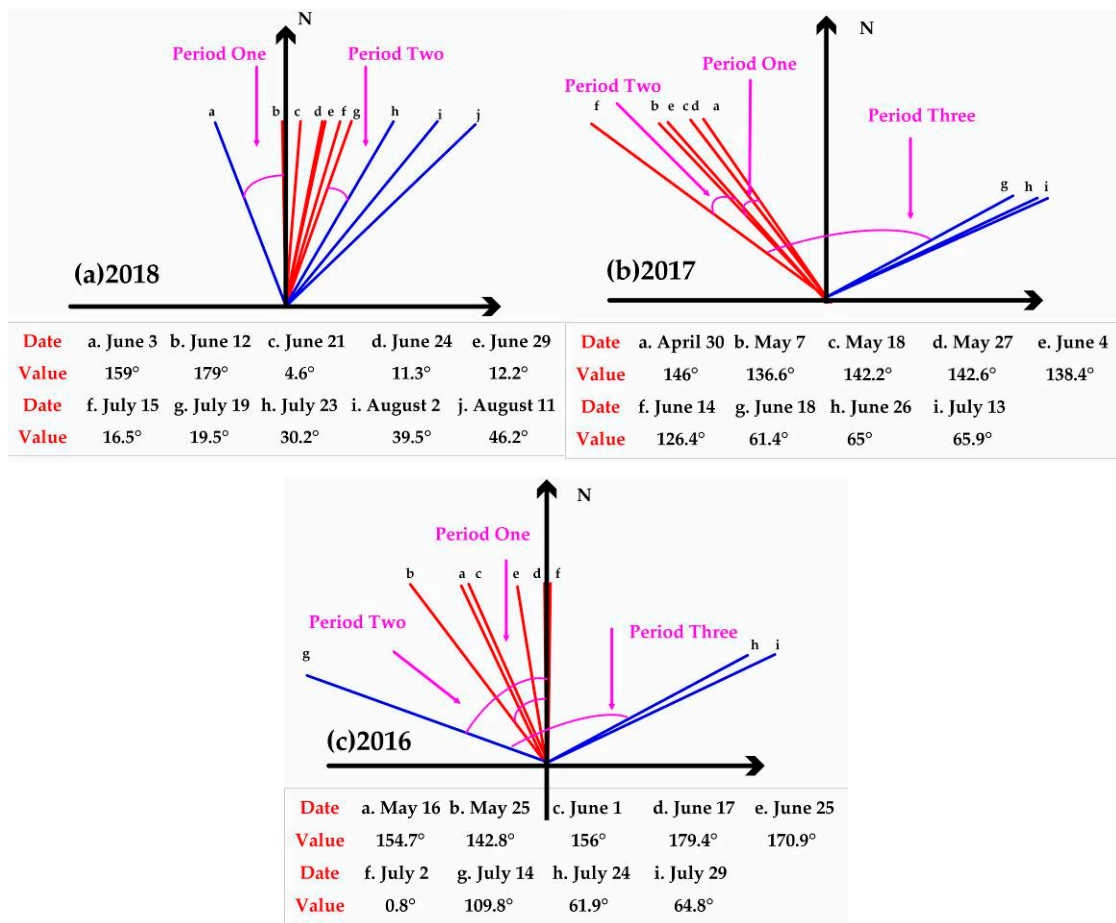 N
Period One
Period Two
a
b
c
d
e
f
g
h
i
j
(a)2018
Date a. June 3 b. June 12 c. June 21 d. June 24 e. June 29
Value 159° 179° 4.6° 11.3° 12.2°
Date f. July 15 g. July 19 h. July 23 i. August 2 j. August 11
Value 16.5° 19.5° 30.2° 39.5° 46.2°
N
Period One
Period Two
Period Three
f
b
e
c
d
a
g
h
i
(b)2017
Date a. April 30 b. May 7 c. May 18 d. May 27 e. June 4
Value 146° 136.6° 142.2° 142.6° 138.4°
Date f. June 14 g. June 18 h. June 26 i. July 13
Value 126.4° 61.4° 65° 65.9°
N
Period One
b
a
c
e
d
f
Period Two
Period Three
g
h
i
(c)2016
Date a. May 16 b. May 25 c. June 1 d. June 17 e. June 25
Value 154.7° 142.8° 156° 179.4° 170.9°
Date f. July 2 g. July 14 h. July 24 i. July 29
Value 0.8° 109.8° 61.9° 64.8°